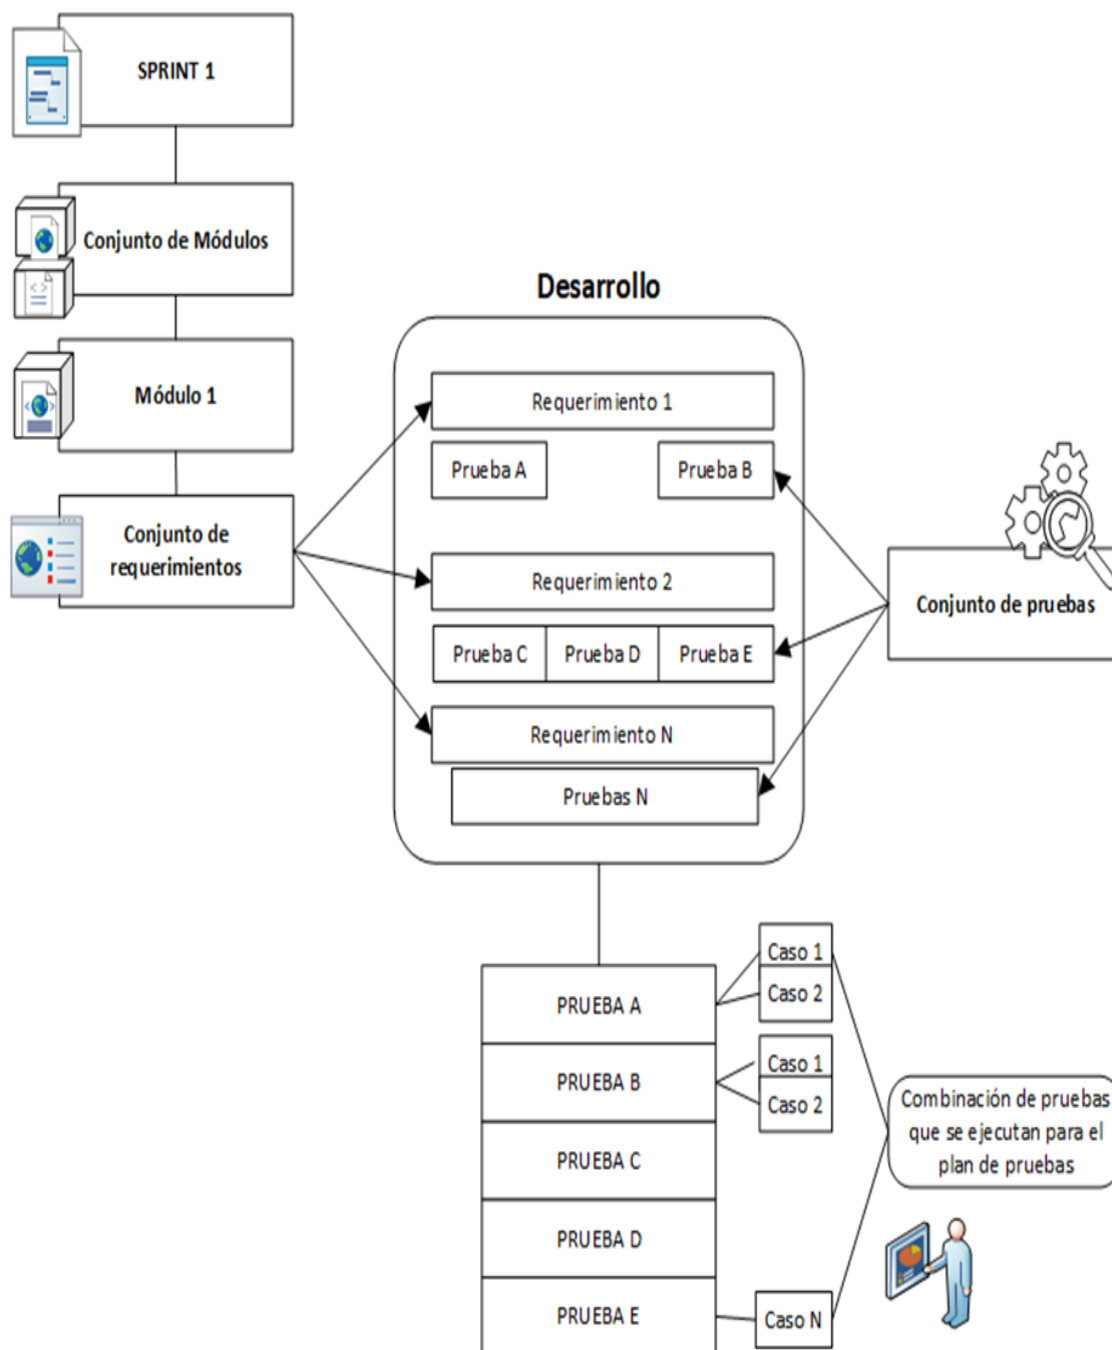 SPRINT 1
Conjunto de Módulos
Módulo 1
Conjunto de
requerimientos
Desarrollo
Requerimiento 1
Prueba A
Prueba B
Requerimiento 2
Prueba C
Prueba D
Prueba E
Requerimiento N
Pruebas N
Conjunto de pruebas
PRUEBA A
PRUEBA B
PRUEBA C
PRUEBA D
PRUEBA E
Caso 1
Caso 2
Caso 1
Caso 2
Caso N
Combinación de pruebas
que se ejecutan para el
plan de pruebas